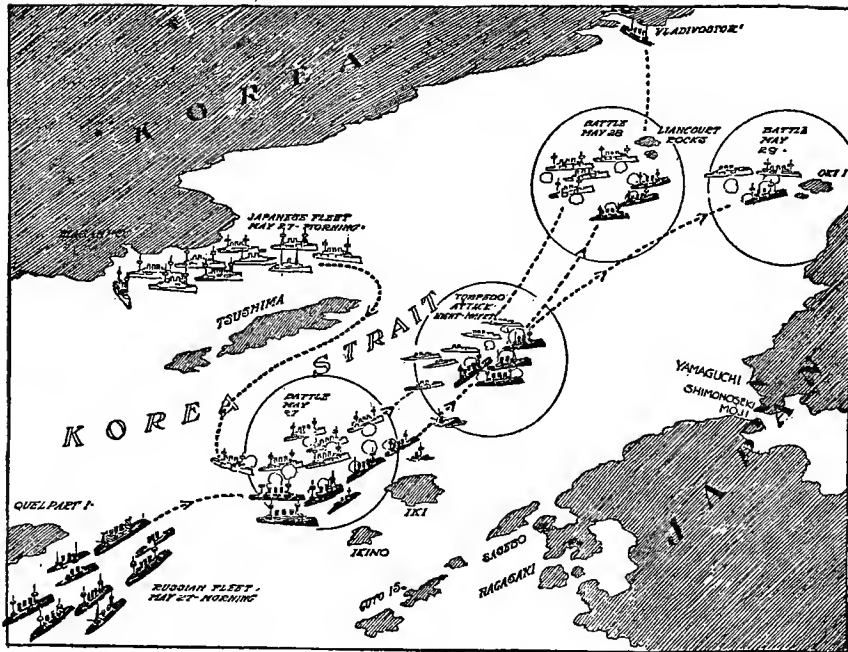 VLADIVOSTOK
KOREA
BATTLE
MAY 28
LIANCOURT
ROCKS
BATTLE
MAY
29
OKI I
JAPANESE FLEET
MAY 27-MORNING.
TSUSHIMA
TORPEDO
ATTACK
KOREA STRAIT
BATTLE
MAY
27
YAMAGUCHI
SHIMONOSEKI
MOJI
JAPAN
QUELPART I.
IKI
IKINO
SASEBO
NAGASAKI
GOTO IS.
RUSSIAN FLEET.
MAY 27-MORNING